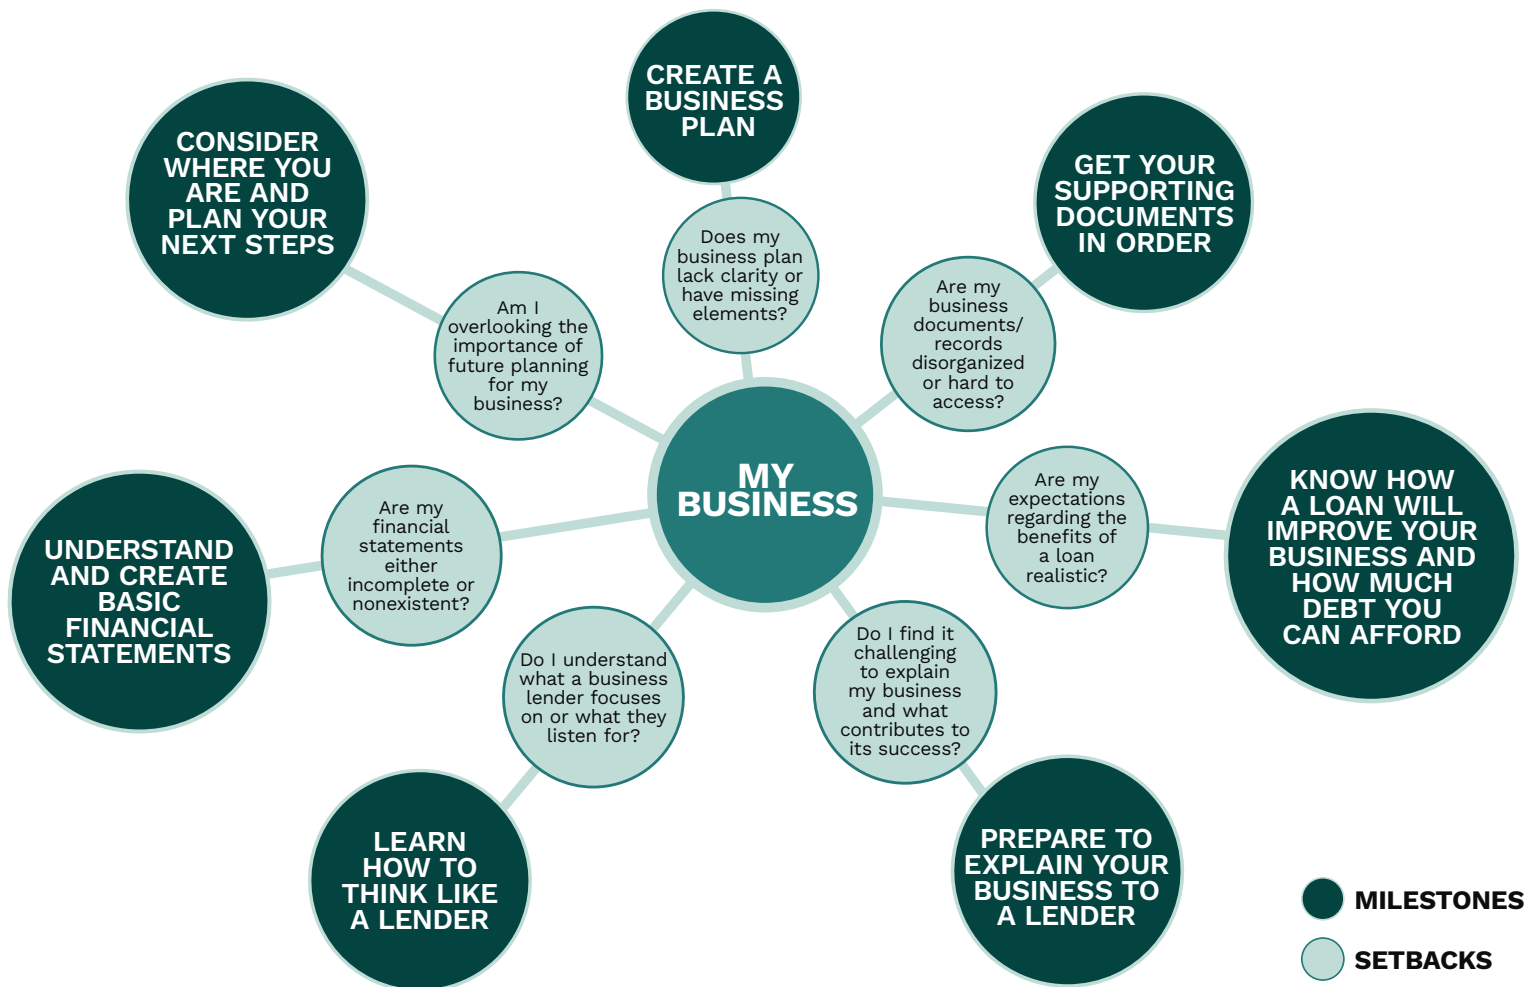 CREATE A
BUSINESS
PLAN
CONSIDER
WHERE YOU
ARE AND
PLAN YOUR
NEXT STEPS
GET YOUR
SUPPORTING
DOCUMENTS
IN ORDER
Does my
business plan
lack clarity or
have missing
elements?
Am I
overlooking the
importance of
future planning
for my
business?
Are my
business
documents/
records
disorganized
or hard to
access?
MY
BUSINESS
KNOW HOW
A LOAN WILL
IMPROVE YOUR
BUSINESS AND
HOW MUCH
DEBT YOU
CAN AFFORD
Are my
expectations
regarding the
benefits of
a loan
realistic?
Are my
financial
statements
either
incomplete or
nonexistent?
UNDERSTAND
AND CREATE
BASIC
FINANCIAL
STATEMENTS
Do I understand
what a business
lender focuses
on or what they
listen for?
Do I find it
challenging
to explain
my business
and what
contributes to
its success?
LEARN
HOW TO
THINK LIKE
A LENDER
PREPARE TO
EXPLAIN YOUR
BUSINESS TO
A LENDER
MILESTONES
SETBACKS